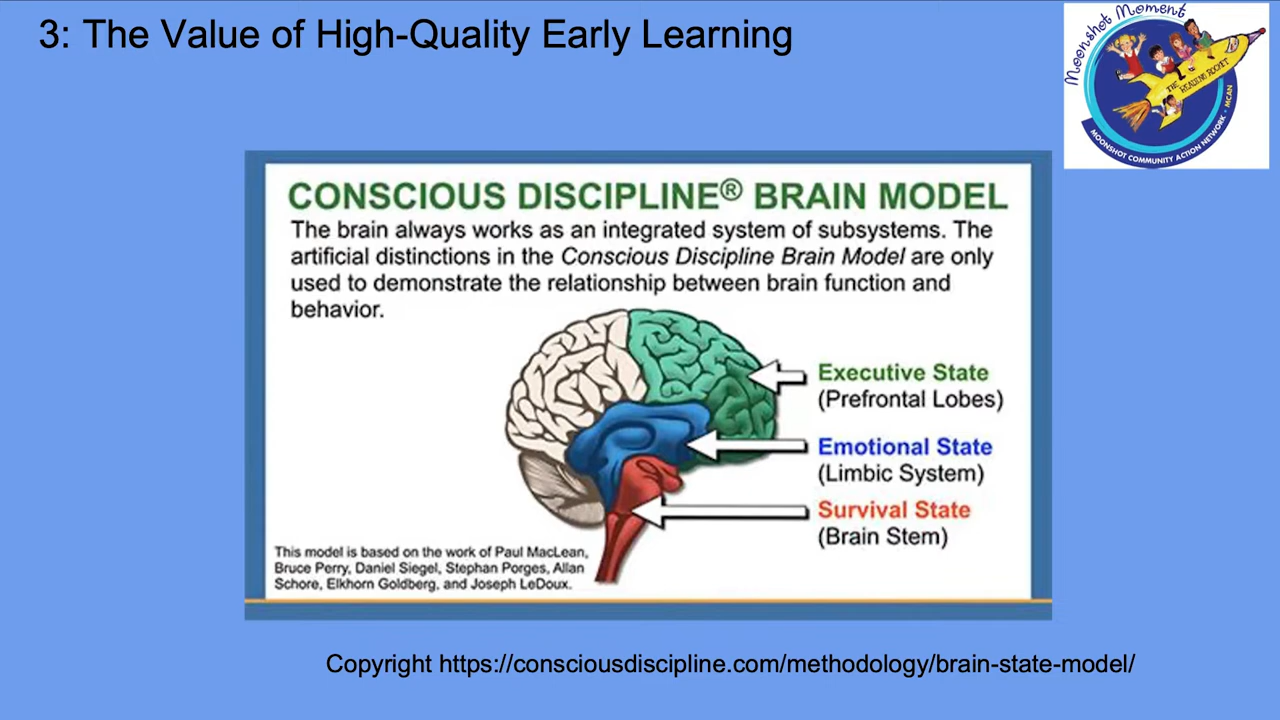 3: The Value of High-Quality Early Learning
Moonshot Moment
THE READING ROCKET
MOONSHOT COMMUNITY ACTION NETWORK - MCAN
CONSCIOUS DISCIPLINE® BRAIN MODEL
The brain always works as an integrated system of subsystems. The
artificial distinctions in the Conscious Discipline Brain Model are only
used to demonstrate the relationship between brain function and
behavior.
Executive State
(Prefrontal Lobes)
Emotional State
(Limbic System)
Survival State
(Brain Stem)
This model is based on the work of Paul MacLean,
Bruce Perry, Daniel Siegel, Stephan Porges, Allan
Schore, Elkhorn Goldberg, and Joseph LeDoux.
Copyright https://consciousdiscipline.com/methodology/brain-state-model/